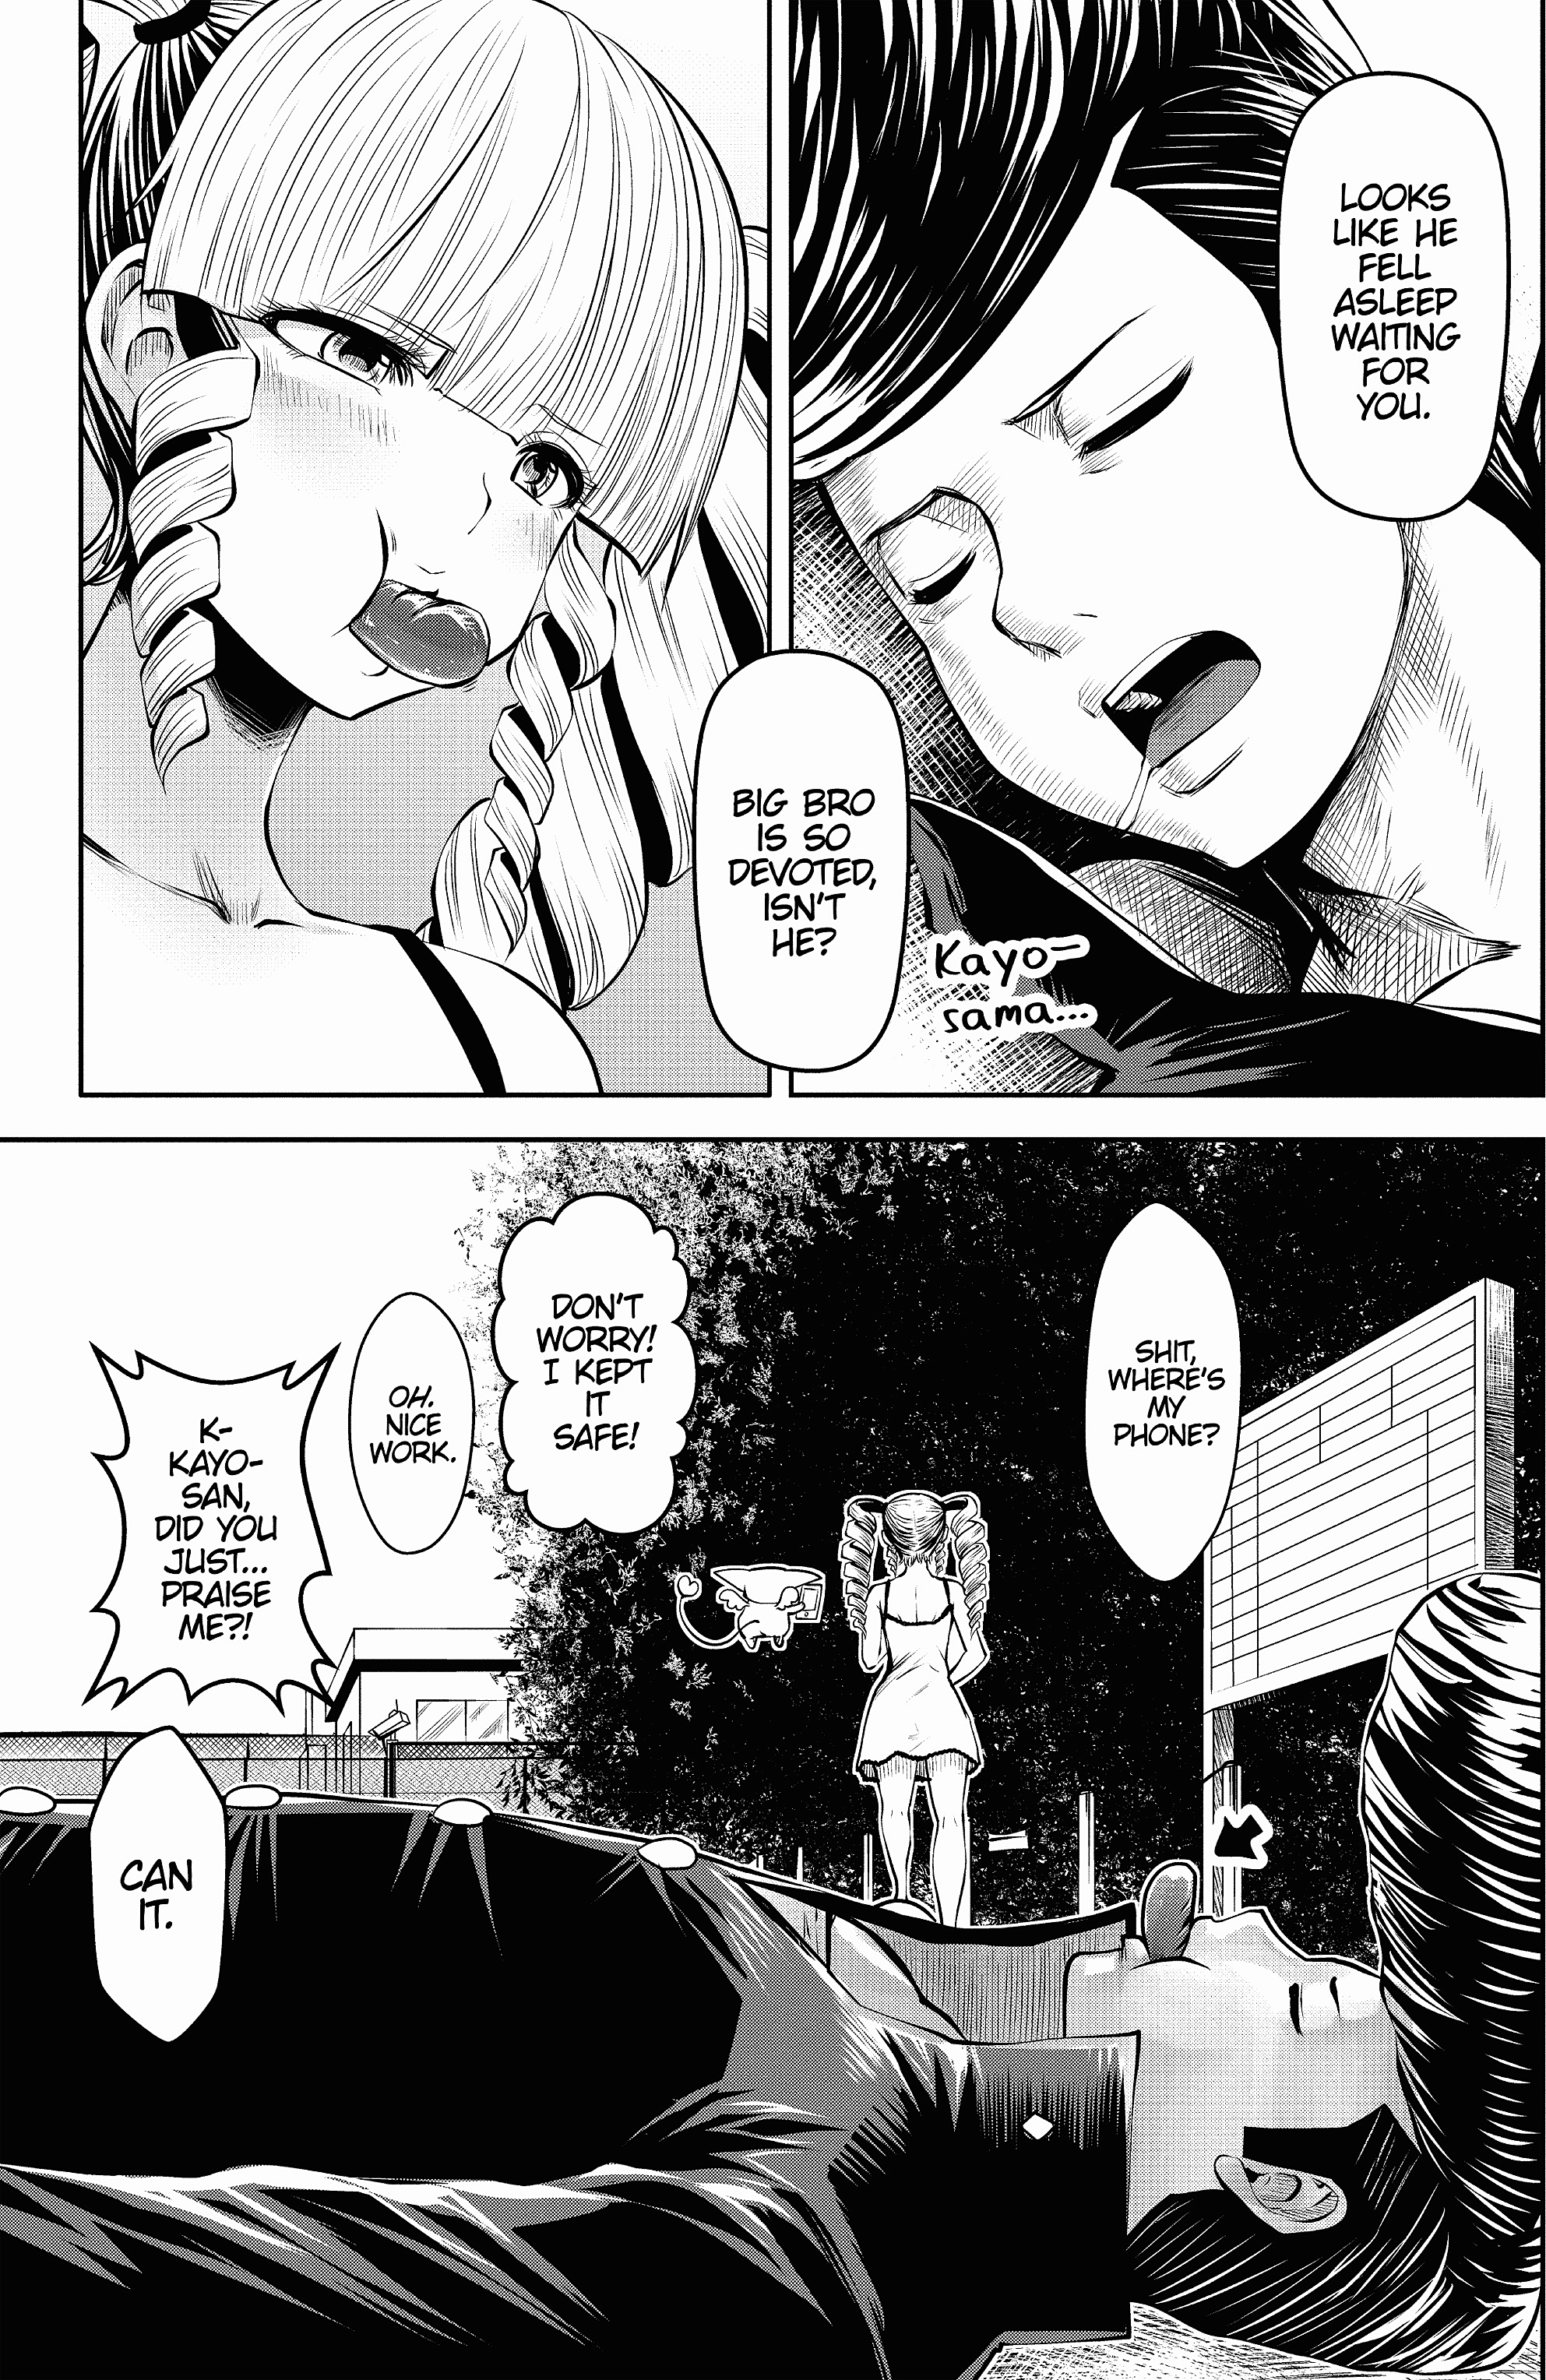 LOOKS
LIKE HE
FELL
ASLEEP
WAITING
FOR
YOU.
Kayo-
sama...
BIG BRO
IS SO
DEVOTED,
ISN'T
HE?
SHIT,
WHERE'S
MY
PHONE?
DON'T
WORRY!
I KEPT
IT
SAFE!
OH.
NICE
WORK.
K-
KAYO-
SAN,
DID YOU
JUST...
PRAISE
ME?!
CAN
IT.